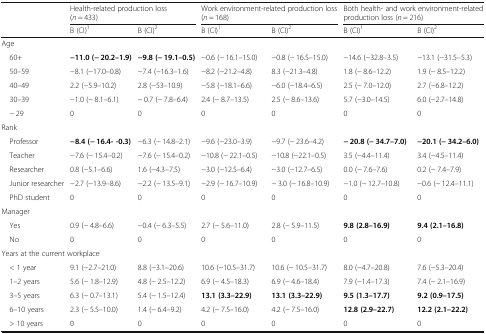 Health-related production loss Work environment-related production loss Both health- and work environment-related
(n = 433) (n = 168) production loss (n = 216)
B (CI)1 B (CI)2 B (CI)1 B (CI)2 B (CI)1 B (CI)2
Age
60+ −11.0 (− 20.2–1.9) −9.8 (− 19.1–0.5) −0.6 (− 16.1–15.0) −0.8 (− 16.5–15.0) −14.6 (−32.8–3.5) −13.1 (−31.5–5.3)
50–59 −8.1 (−17.0–0.8) −7.4 (−16.3–1.6) −8.2 (−21.2–4.8) 8.3 (−21.3–4.8) 1.8 (− 8.6–12.2) 1.9 (− 8.5–12.2)
40–49 2.2 (−5.9–10.2) 2.8 (−53–10.9) −5.8 (−18.1–6.6) −6.0 (−18.4–6.5) 2.5 (− 7.0–12.0) 2.7 (−6.8–12.2)
30–39 −1.0 (− 8.1–6.1) − 0.7 (− 7.8–6.4) 2.4 (− 8.7–13.5) 2.5 (− 8.6–13.6) 5.7 (−3.0–14.5) 6.0 (−2.7–14.8)
− 29 0 0 0 0 0 0
Rank
Professor −8.4 (− 16.4- -0.3) −6.3 (− 14.8–2.1) −9.6 (−23.0–3.9) −9.7 (− 23.6–4.2) − 20.8 (− 34.7–7.0) −20.1 (− 34.2–6.0)
Teacher −7.6 (− 15.4–0.2) −7.6 (− 15.4–0.2) −10.8 (− 22.1–0.5) −10.8 (−22.1–0.5) 3.5 (−4.4–11.4) 3.4 (−4.5–11.4)
Researcher 0.8 (−5.1–6.6) 1.6 (−4.3–7.5) −3.0 (−12.5–6.4) −3.0 (−12.7–6.5) 0.0 (− 7.6–7.6) 0.2 (− 7.4–7.9)
Junior researcher −2.7 (−13.9–8.6) −2.2 (− 13.5–9.1) −2.9 (− 16.7–10.9) − 3.0 (− 16.8–10.9) −1.0 (− 12.7–10.8) −0.6 (− 12.4–11.1)
PhD student 0 0 0 0 0 0
Manager
Yes 0.9 (− 4.8–6.6) −0.4 (− 6.3–5.5) 2.7 (− 5.6–11.0) 2.8 (− 5.9–11.5) 9.8 (2.8–16.9) 9.4 (2.1–16.8)
No 0 0 0 0 0 0
Years at the current workplace
< 1 year 9.1 (−2.7–21.0) 8.8 (−3.1–20.6) 10.6 (−10.5–31.7) 10.6 (− 10.5–31.7) 8.0 (−4.7–20.8) 7.6 (−5.3–20.4)
1–2 years 5.6 (− 1.8–12.9) 4.8 (− 2.5–12.2) 6.9 (− 4.5–18.3) 6.9 (− 4.6–18.4) 7.9 (−1.4–17.3) 7.4 (− 2.1–16.9)
3–5 years 6.3 (− 0.7–13.1) 5.4 (− 1.5–12.4) 13.1 (3.3–22.9) 13.1 (3.3–22.9) 9.5 (1.3–17.7) 9.2 (0.9–17.5)
6–10 years 2.3 (− 5.5–10.0) 1.4 (− 6.4–9.2) 4.2 (− 7.5–16.0) 4.2 (− 7.5–16.0) 12.8 (2.9–22.7) 12.2 (2.1–22.2)
> 10 years 0 0 0 0 0 0